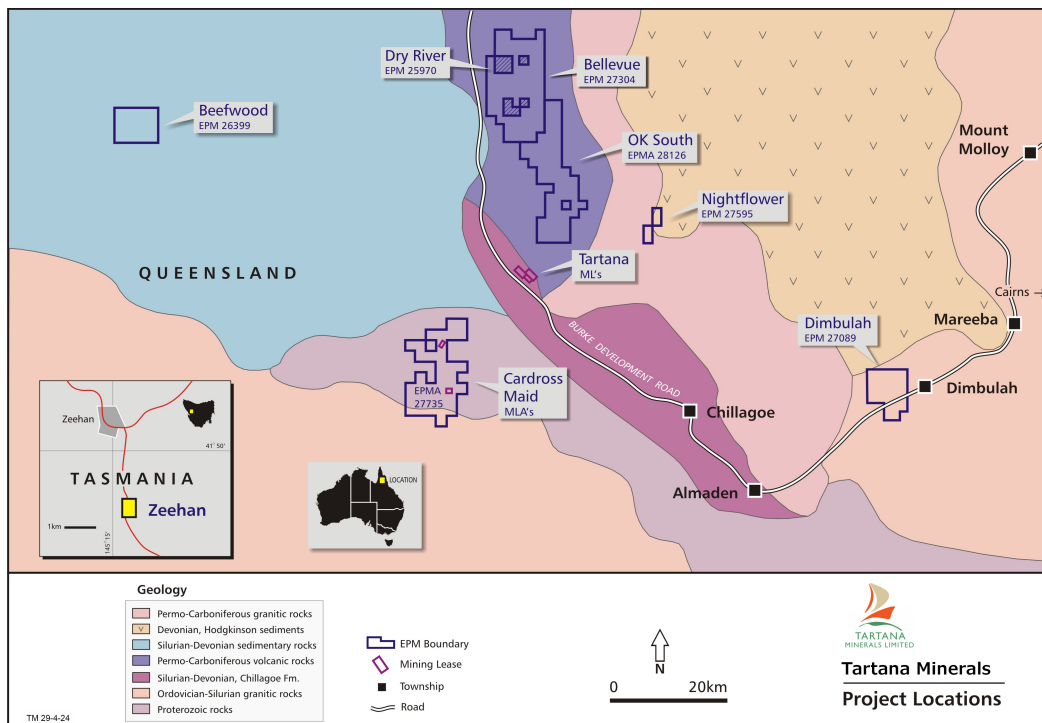 Dry River
EPM 25970
Bellevue
EPM 27304
Beefwood
EPM 26399
OK South
EPMA 28126
Mount
Molloy
Nightflower
EPM 27595
Tartana
ML's
QUEENSLAND
Cairns →
Mareeba
Dimbulah
EPM 27089
BURKE DEVELOPMENT ROAD
Cardross
Maid
MLA's
EPMA
27735
Dimbulah
Chillagoe
Almaden
Zeehan
41° 50'
TASMANIA
Zeehan
1km
145° 15'
LOCATION
Geology
Permo-Carboniferous granitic rocks
v Devonian, Hodgkinson sediments
Silurian-Devonian sedimentary rocks
Permo-Carboniferous volcanic rocks
Silurian-Devonian, Chillagoe Fm.
Ordovician-Silurian granitic rocks
Proterozoic rocks
EPM Boundary
Mining Lease
Township
Road
N
0 20km
TARTANA
MINERALS LIMITED
Tartana Minerals
Project Locations
TM 29-4-24